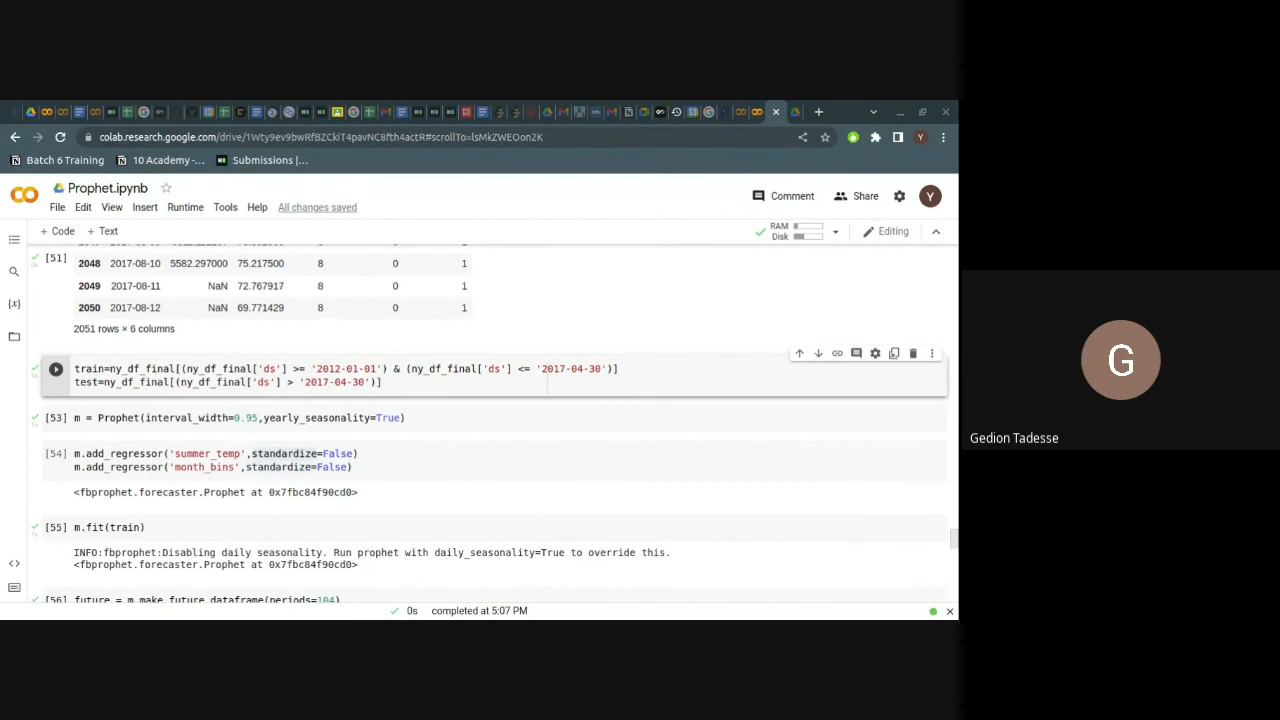 colab.research.google.com/drive/1Wty9ev9bwRfBZCkiT4pavNC8fth4actR#scrollTo=lsMkZWEOon2K
Y
Batch 6 Training
10 Academy -...
Submissions |...
Prophet.ipynb
Comment
Share
Y
File Edit View Insert Runtime Tools Help All changes saved
+ Code + Text
RAM
Disk
Editing
[51]
2048 2017-08-10 5582.297000 75.217500 8 0 1
2049 2017-08-11 NaN 72.767917 8 0 1
2050 2017-08-12 NaN 69.771429 8 0 1
2051 rows × 6 columns
train=ny_df_final[(ny_df_final['ds'] >= '2012-01-01') & (ny_df_final['ds'] <= '2017-04-30')]
test=ny_df_final[(ny_df_final['ds'] > '2017-04-30')]
[53] m = Prophet(interval_width=0.95,yearly_seasonality=True)
[54] m.add_regressor('summer_temp',standardize=False)
m.add_regressor('month_bins',standardize=False)
<fbprophet.forecaster.Prophet at 0x7fbc84f90cd0>
[55] m.fit(train)
INFO:fbprophet:Disabling daily seasonality. Run prophet with daily_seasonality=True to override this.
<fbprophet.forecaster.Prophet at 0x7fbc84f90cd0>
[56] future = m.make_future_dataframe(periods=104)
0s completed at 5:07 PM
G
Gedion Tadesse